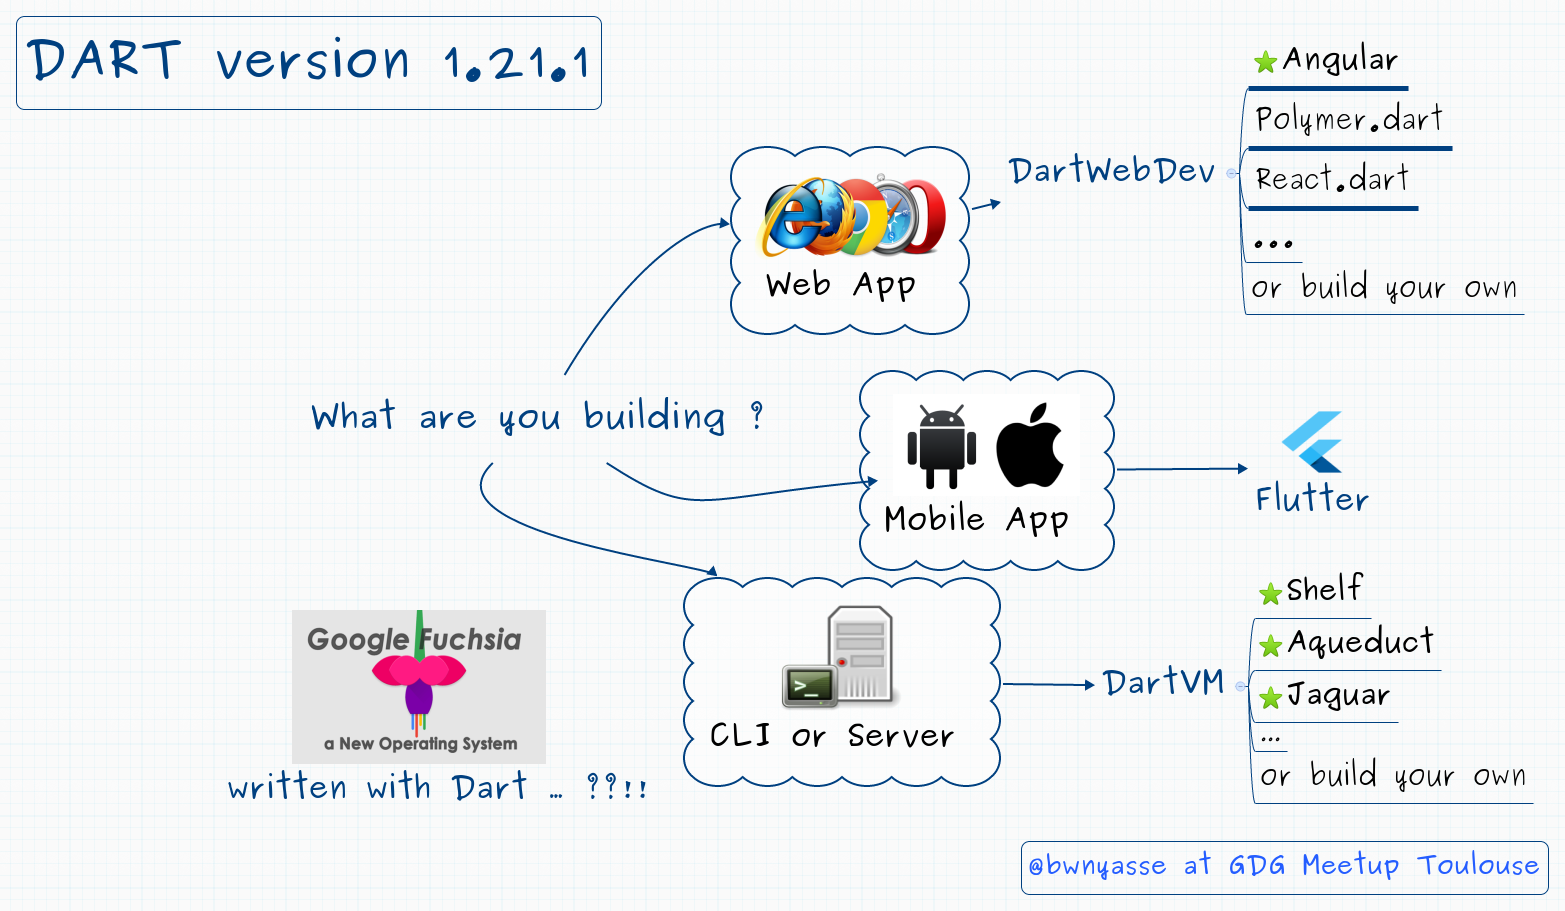 DART version 1.21.1
Angular
Polymer.dart
DartWebDev
React.dart
...
Web App
or build your own
What are you building ?
Mobile App
Flutter
Shelf
Google Fuchsia
Aqueduct
>_
DartVM
Jaguar
CLI or Server
...
a New Operating System
or build your own
written with Dart ... ??!!
@bwnyasse at GDG Meetup Toulouse